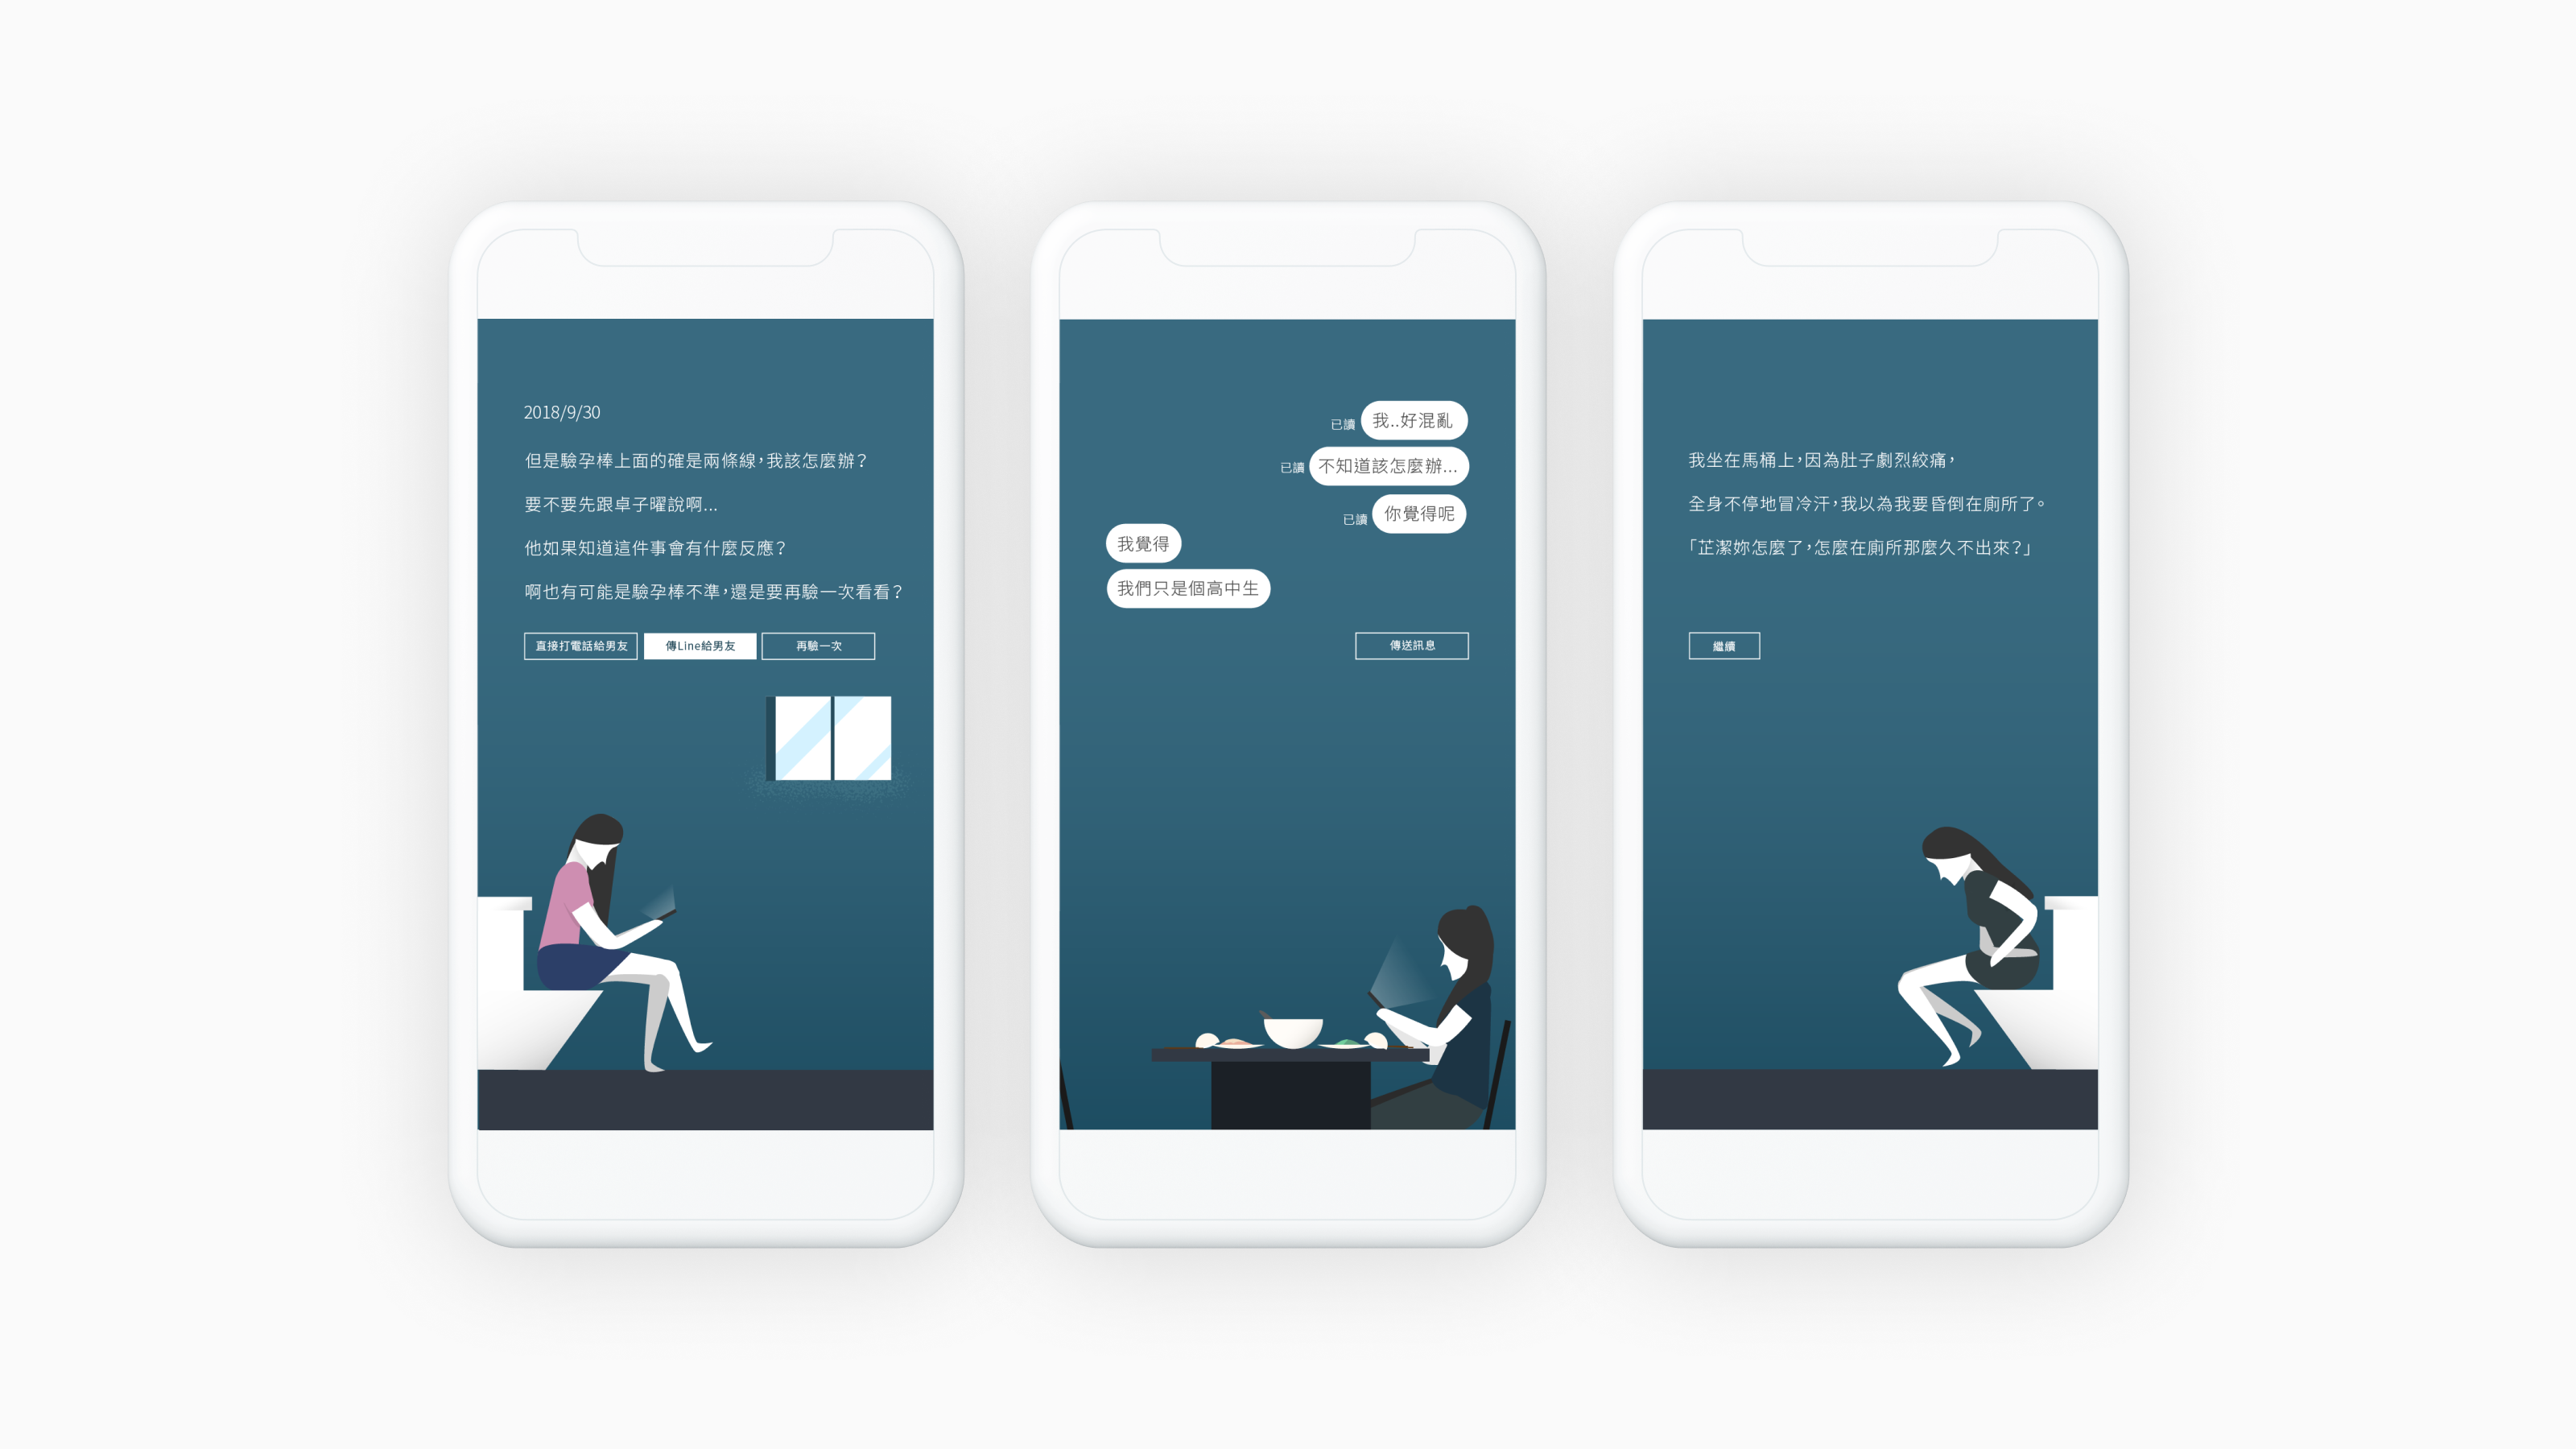 2018/9/30
但是驗孕棒上面的確是兩條線，我該怎麼辦？
要不要先跟卓子曜說啊...
他如果知道這件事會有什麼反應？
啊也有可能是驗孕棒不準，還是要再驗一次看看？
直接打電話給男友
傳Line給男友
再驗一次
已讀 我..好混亂
已讀 不知道該怎麼辦...
已讀 你覺得呢
我覺得
我們只是個高中生
傳送訊息
我坐在馬桶上，因為肚子劇烈絞痛，
全身不停地冒冷汗，我以為我要昏倒在廁所了。
「芷潔妳怎麼了，怎麼在廁所那麼久不出來？」
繼續